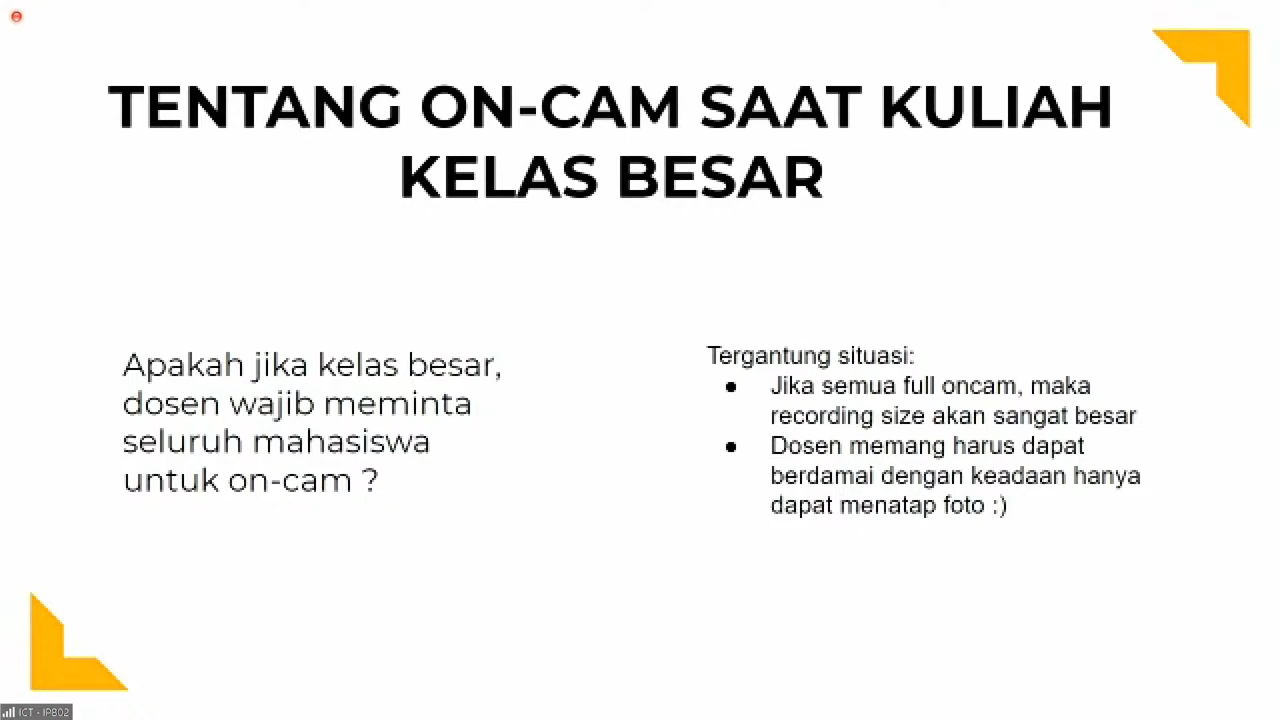 TENTANG ON-CAM SAAT KULIAH
KELAS BESAR
Apakah jika kelas besar,
dosen wajib meminta
seluruh mahasiswa
untuk on-cam ?
Tergantung situasi:
● Jika semua full oncam, maka
recording size akan sangat besar
● Dosen memang harus dapat
berdamai dengan keadaan hanya
dapat menatap foto :)
ICT - IPB02